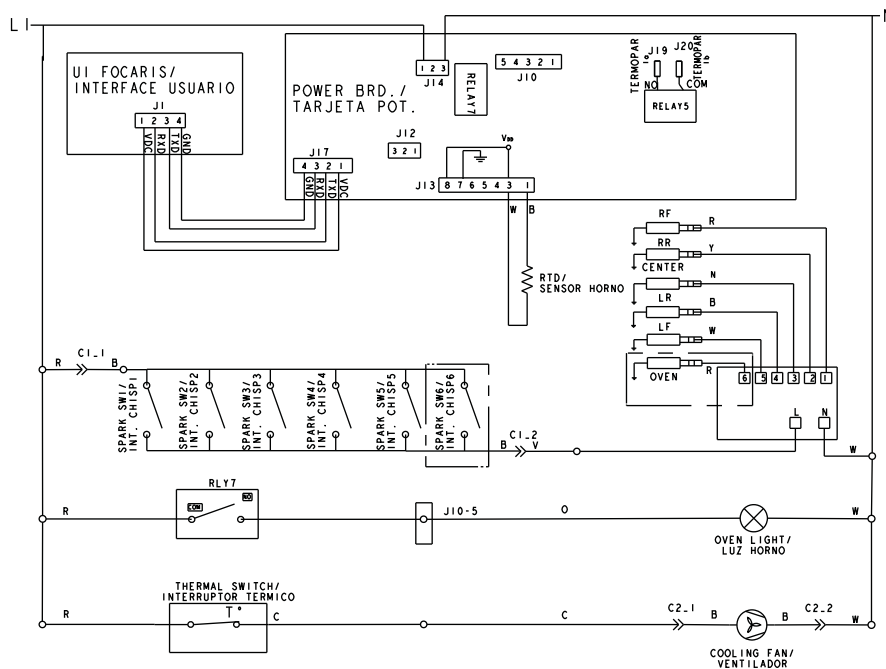 L1
N
UI FOCARIS/
INTERFACE USUARIO
J1
1 2 3 4
VDC
RXD
TXD
GND
POWER BRD./
TARJETA POT.
1 2 3
J14
RELAY7
5 4 3 2 1
J10
TERMOPAR
1a
J19
J20
TERMOPAR
1b
NO
COM
RELAY5
J12
3 2 1
J17
4 3 2 1
GND
RXD
TXD
VDC
VDD
J13
8 7 6 5 4 3 1
W
B
RTD/
SENSOR HORNO
RF
R
RR
Y
CENTER
N
LR
B
LF
W
OVEN
R
6 5 4 3 2 1
L
N
R
C1_1
B
SPARK SW1/
INT. CHISP1
SPARK SW2/
INT. CHISP2
SPARK SW3/
INT. CHISP3
SPARK SW4/
INT. CHISP4
SPARK SW5/
INT. CHISP5
SPARK SW6/
INT. CHISP6
B
C1_2
V
W
RLY7
R
COM
NO
J10-5
O
W
OVEN LIGHT/
LUZ HORNO
THERMAL SWITCH/
INTERRUPTOR TERMICO
R
T°
C
C
C2_1
B
B
C2_2
W
COOLING FAN/
VENTILADOR